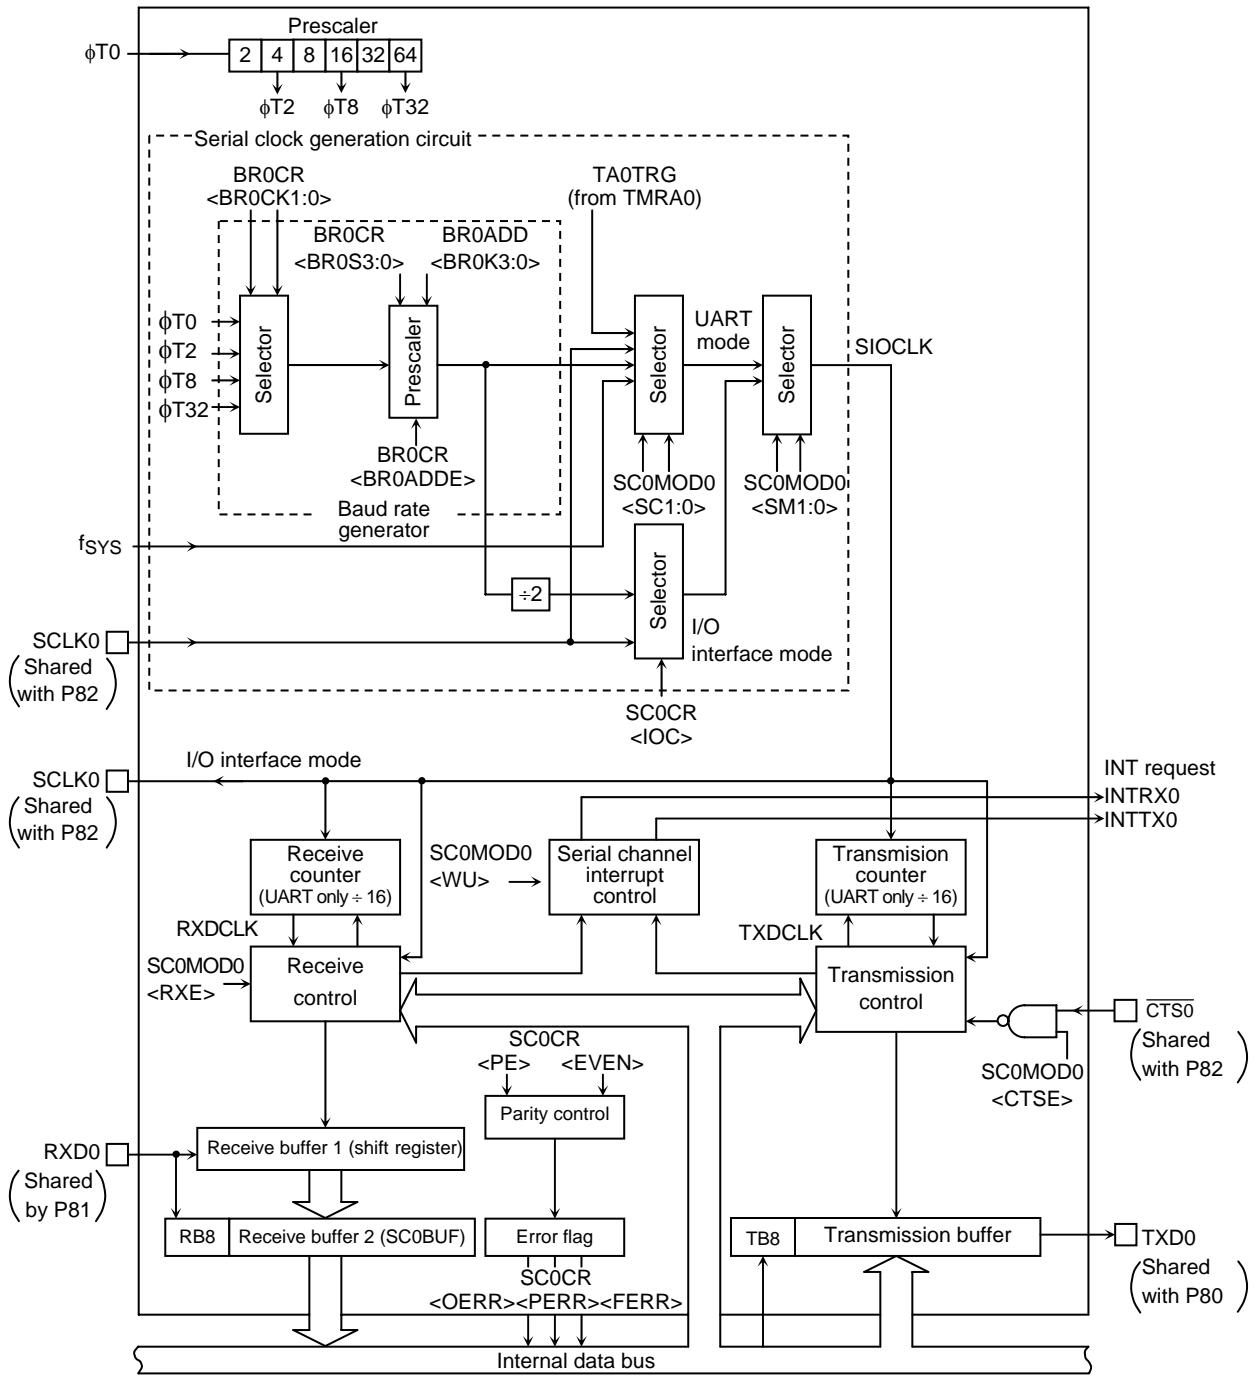 Prescaler
ϕT0
2 4 8 16 32 64
ϕT2 ϕT8 ϕT32
Serial clock generation circuit
BR0CR
<BR0CK1:0>
TA0TRG
(from TMRA0)
BR0CR
<BR0S3:0>
BR0ADD
<BR0K3:0>
ϕT0
ϕT2
ϕT8
ϕT32
Selector
Prescaler
Selector
UART
mode
Selector
SIOCLK
BR0CR
<BR0ADDE>
SC0MOD0
<SC1:0>
SC0MOD0
<SM1:0>
Baud rate
generator
fSYS
÷2
Selector
I/O
interface mode
SCLK0
(Shared
with P82)
SC0CR
<IOC>
I/O interface mode
SCLK0
(Shared
with P82)
INT request
INTRX0
INTTX0
Receive
counter
(UART only ÷ 16)
SC0MOD0
<WU>
Serial channel
interrupt
control
Transmision
counter
(UART only ÷ 16)
RXDCLK
TXDCLK
SC0MOD0
<RXE>
Receive
control
Transmission
control
CTS0
(Shared
with P82)
SC0MOD0
<CTSE>
SC0CR
<PE> <EVEN>
Parity control
RXD0
(Shared
by P81)
Receive buffer 1 (shift register)
RB8 Receive buffer 2 (SC0BUF)
Error flag
SC0CR
<OERR><PERR><FERR>
TB8 Transmission buffer
TXD0
(Shared
with P80)
Internal data bus